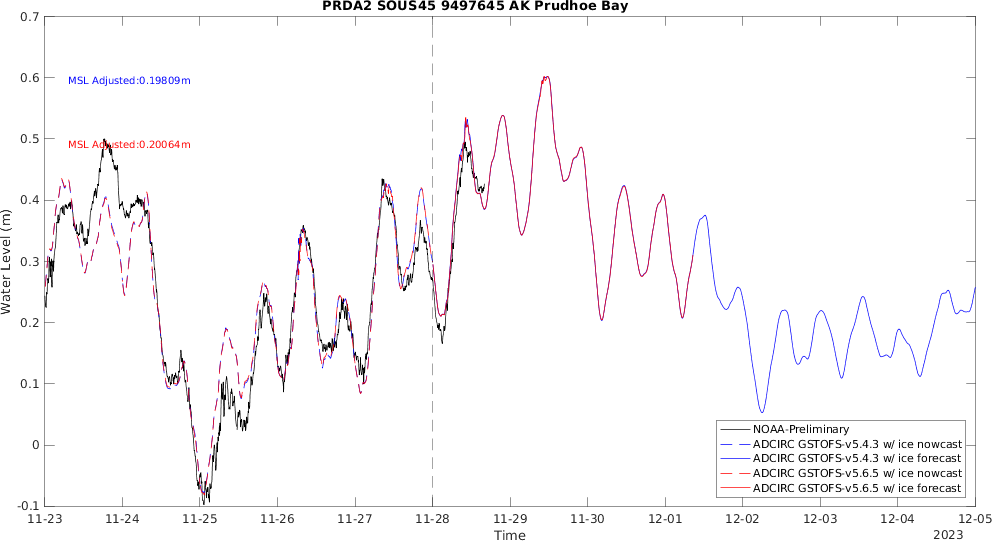 PRDA2 SOUS45 9497645 AK Prudhoe Bay
0.7
0.6
0.5
0.4
0.3
0.2
0.1
0
-0.1
Water Level (m)
MSL Adjusted:0.19809m
MSL Adjusted:0.20064m
NOAA-Preliminary
ADCIRC GSTOFS-v5.4.3 w/ ice nowcast
ADCIRC GSTOFS-v5.4.3 w/ ice forecast
ADCIRC GSTOFS-v5.6.5 w/ ice nowcast
ADCIRC GSTOFS-v5.6.5 w/ ice forecast
11-23 11-24 11-25 11-26 11-27 11-28 11-29 11-30 12-01 12-02 12-03 12-04 12-05
Time
2023